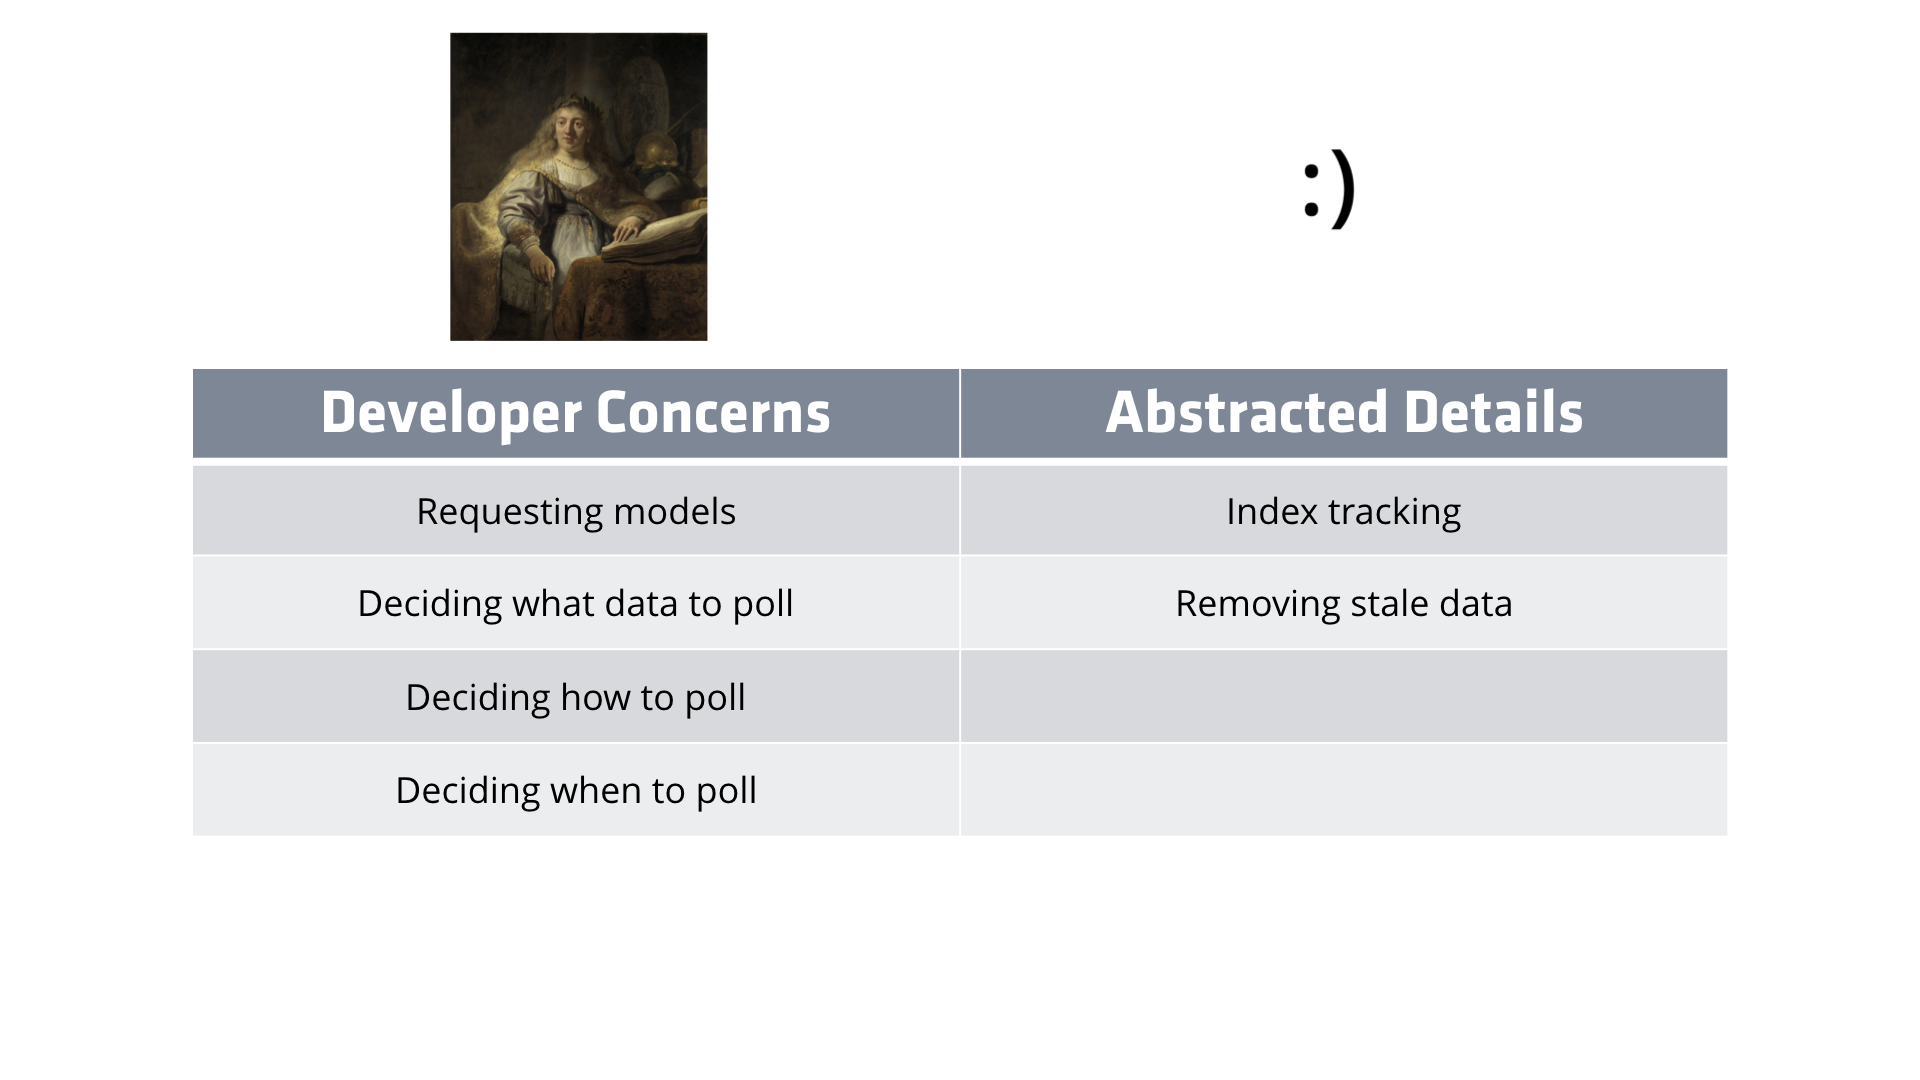 :)
Developer Concerns
Abstracted Details
Requesting models
Index tracking
Deciding what data to poll
Removing stale data
Deciding how to poll
Deciding when to poll